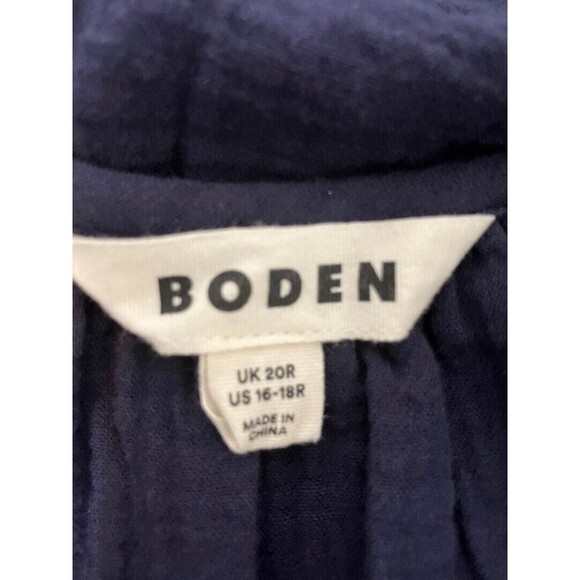 BODEN
UK 20R
US 16-18R
MADE IN
CHINA